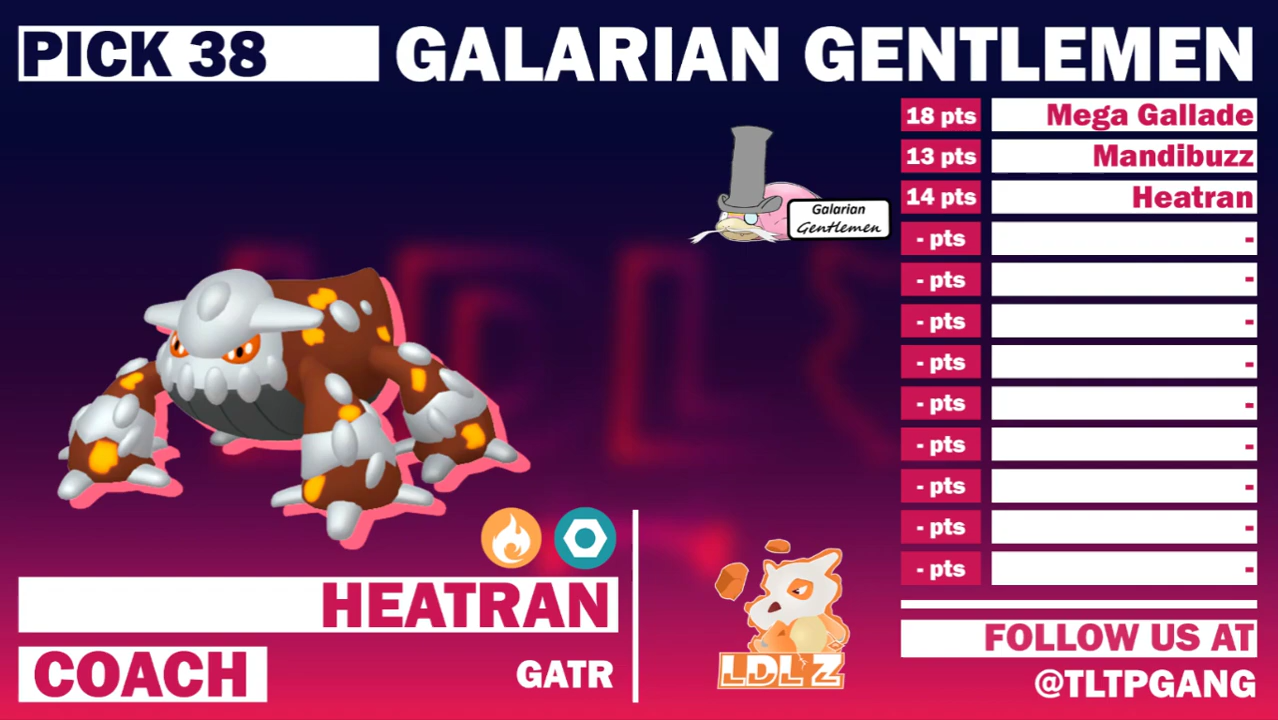 PICK 38
GALARIAN GENTLEMEN
18 pts Mega Gallade
13 pts Mandibuzz
14 pts Heatran
- pts -
- pts -
- pts -
- pts -
- pts -
- pts -
- pts -
- pts -
- pts -
Galarian
Gentlemen
HEATRAN
COACH
GATR
LDL Z
FOLLOW US AT
@TLTPGANG